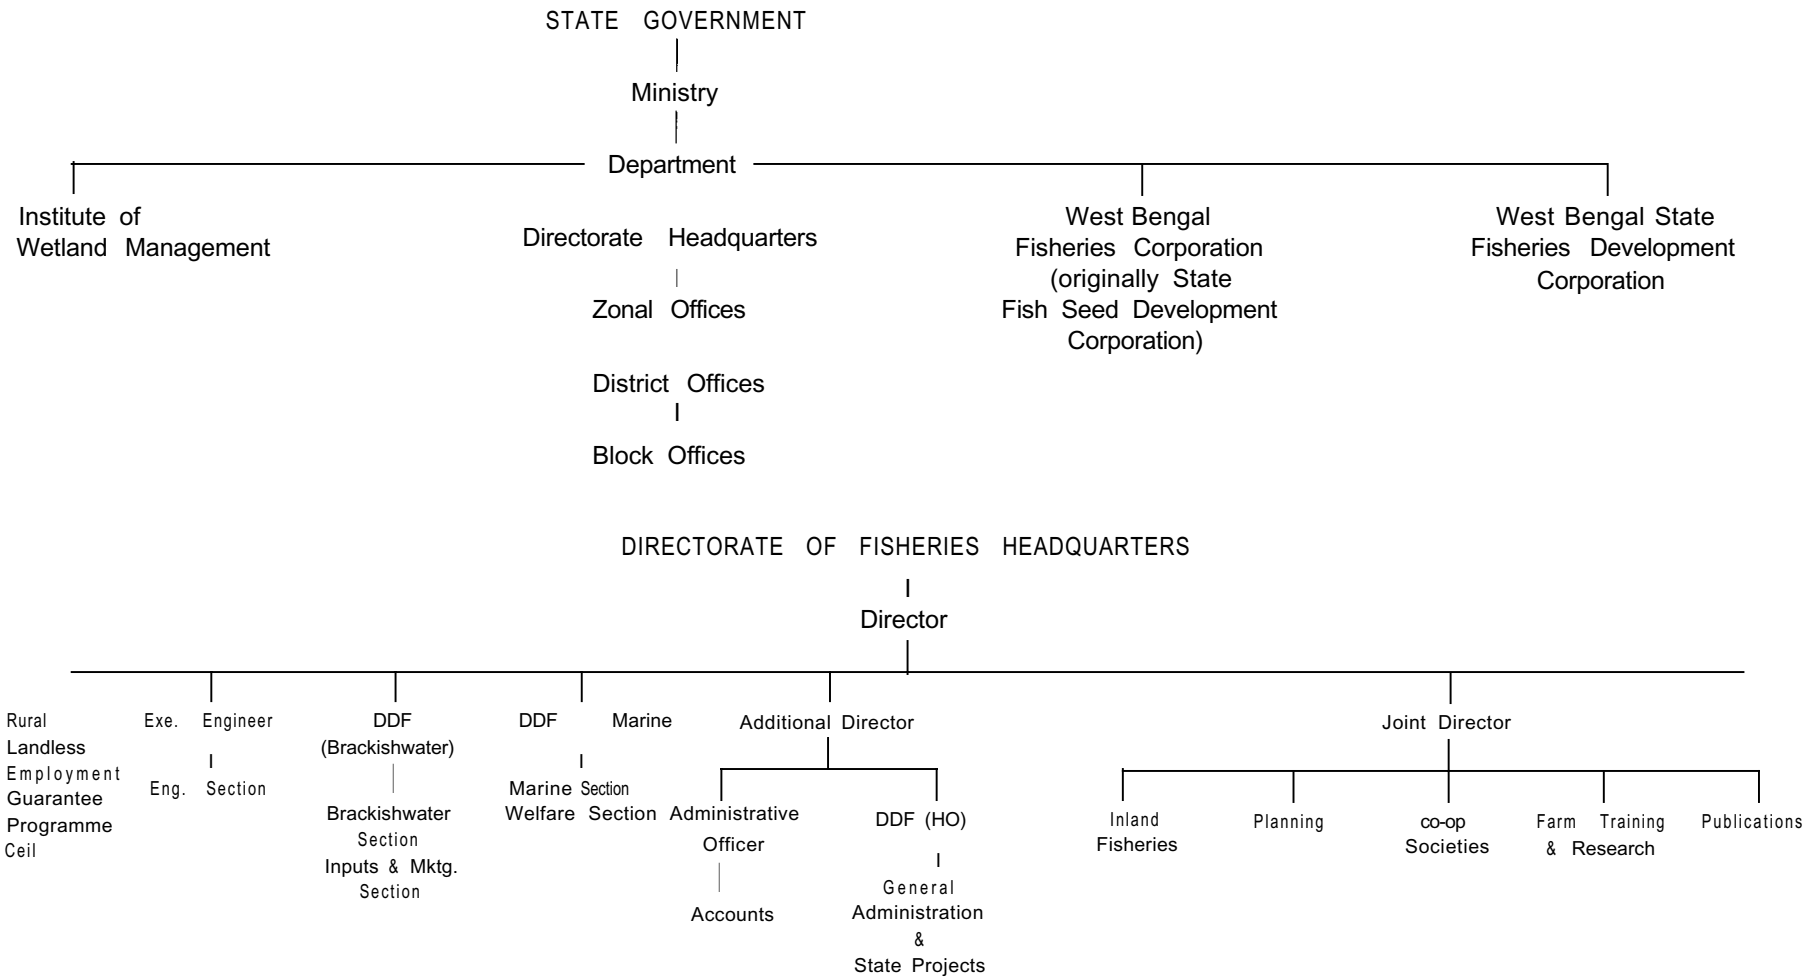 STATE GOVERNMENT
Ministry
Department
Institute of
Wetland Management
Directorate Headquarters
Zonal Offices
District Offices
Block Offices
West Bengal
Fisheries Corporation
(originally State
Fish Seed Development
Corporation)
West Bengal State
Fisheries Development
Corporation
DIRECTORATE OF FISHERIES HEADQUARTERS
Director
Rural
Landless
Employment
Guarantee
Programme
Ceil
Exe. Engineer
Eng. Section
DDF
(Brackishwater)
Brackishwater
Section
Inputs & Mktg.
Section
DDF Marine
Marine Section
Welfare Section
Additional Director
Administrative
Officer
Accounts
DDF (HO)
General
Administration
&
State Projects
Joint Director
Inland
Fisheries
Planning
co-op
Societies
Farm Training
& Research
Publications